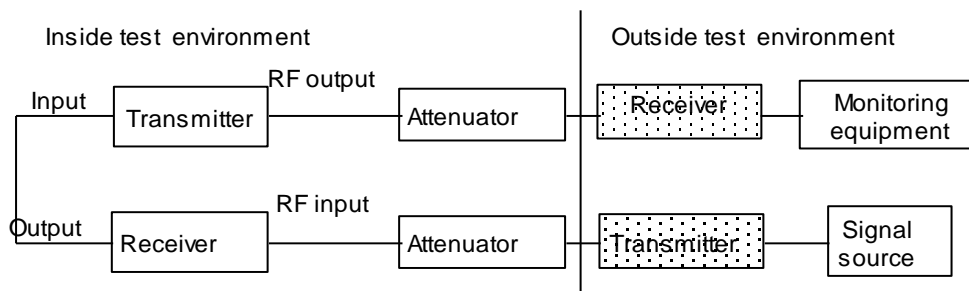 Inside test environment
Outside test environment
RF output
Input
Transmitter
Attenuator
Receiver
Monitoring
equipment
RF input
Output
Receiver
Attenuator
Transmitter
Signal
source